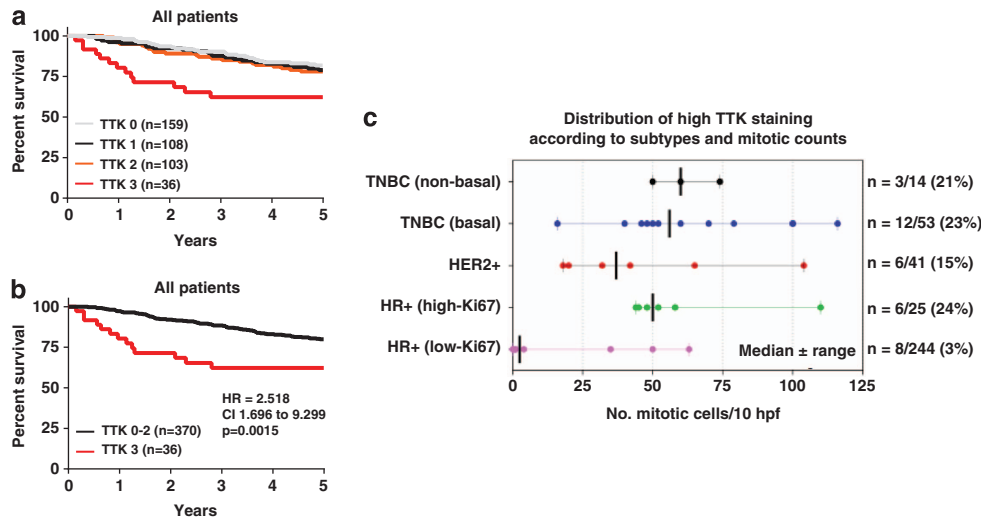 a
All patients
100
75
50
25
0
Percent survival
TTK 0 (n=159)
TTK 1 (n=108)
TTK 2 (n=103)
TTK 3 (n=36)
0 1 2 3 4 5
Years
b
All patients
100
75
50
25
0
Percent survival
HR = 2.518
CI 1.696 to 9.299
p=0.0015
TTK 0-2 (n=370)
TTK 3 (n=36)
0 1 2 3 4 5
Years
c
Distribution of high TTK staining
according to subtypes and mitotic counts
TNBC (non-basal) n = 3/14 (21%)
TNBC (basal) n = 12/53 (23%)
HER2+ n = 6/41 (15%)
HR+ (high-Ki67) n = 6/25 (24%)
HR+ (low-Ki67) Median ± range n = 8/244 (3%)
0 25 50 75 100 125
No. mitotic cells/10 hpf